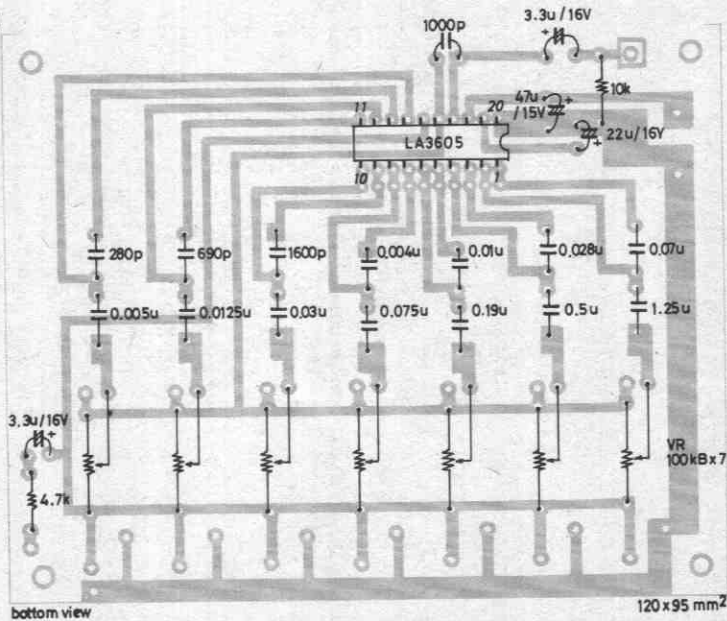 1000p
3.3u/16V
+
10k
11
20
47u
/15V
+
LA3605
22u/16V
+
10
1
280p
690p
1600p
0.004u
0.01u
0.028u
0.07u
0.005u
0.0125u
0.03u
0.075u
0.19u
0.5u
1.25u
3.3u/16V
+
VR
100kBx7
4.7k
bottom view
120x95 mm²